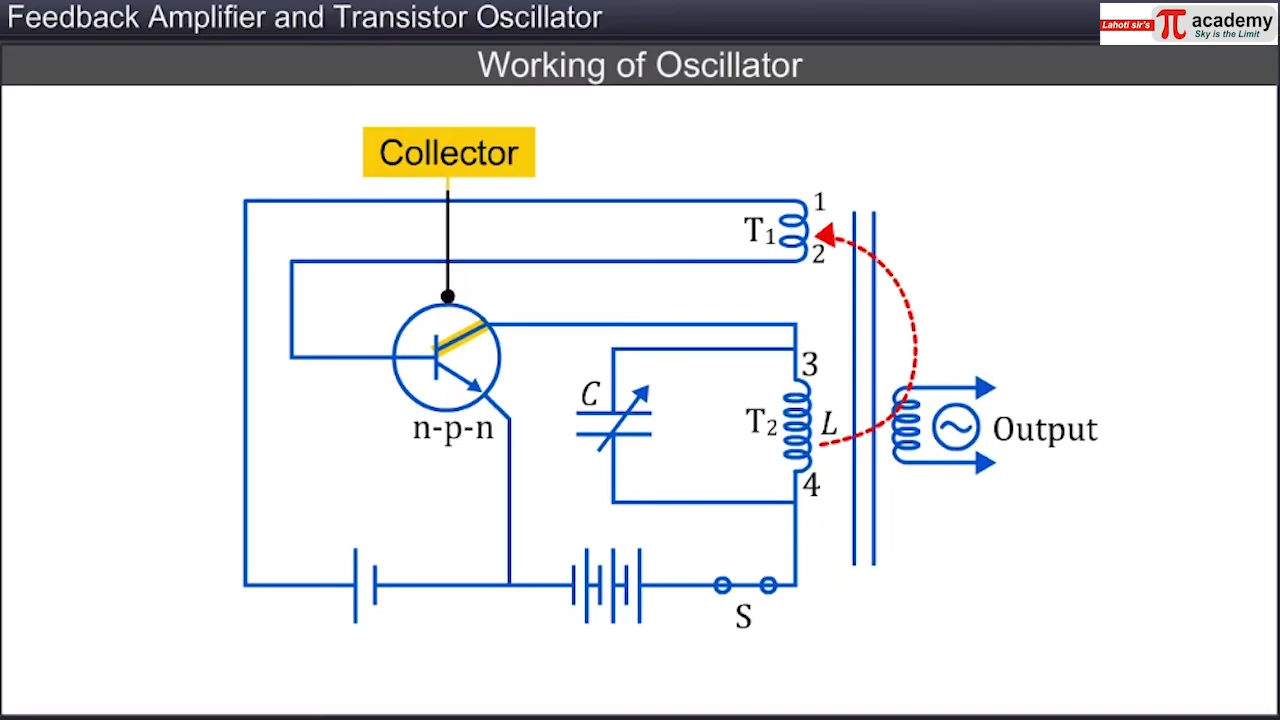 Feedback Amplifier and Transistor Oscillator
Lahoti sir's π academy
Sky is the Limit
Working of Oscillator
Collector
1
T1
2
3
C
T2 L
n-p-n
Output
4
S